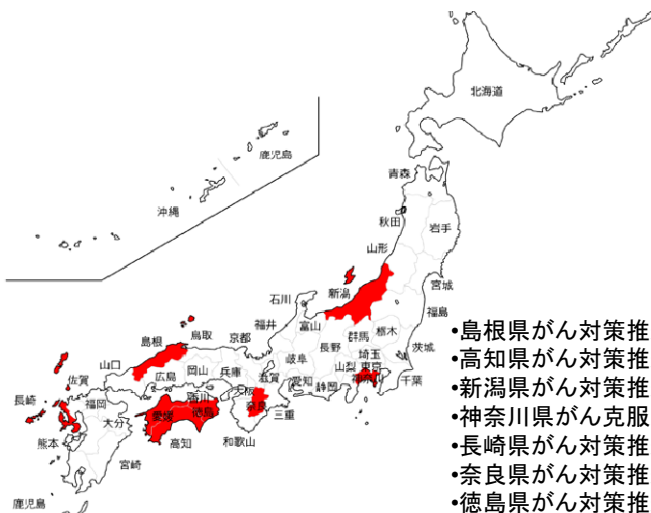 北海道
鹿児島
沖縄
青森
秋田
岩手
山形
宮城
新潟
福島
石川
富山
福井
群馬
栃木
茨城
長野
埼玉
岐阜
山梨
東京
神奈川
千葉
静岡
愛知
島根
鳥取
京都
滋賀
山口
広島
岡山
兵庫
大阪
奈良
三重
和歌山
香川
愛媛
徳島
高知
佐賀
長崎
福岡
大分
熊本
宮崎
鹿児島
•島根県がん対策推
•高知県がん対策推
•新潟県がん対策推
•神奈川県がん克服
•長崎県がん対策推
•奈良県がん対策推
•徳島県がん対策推